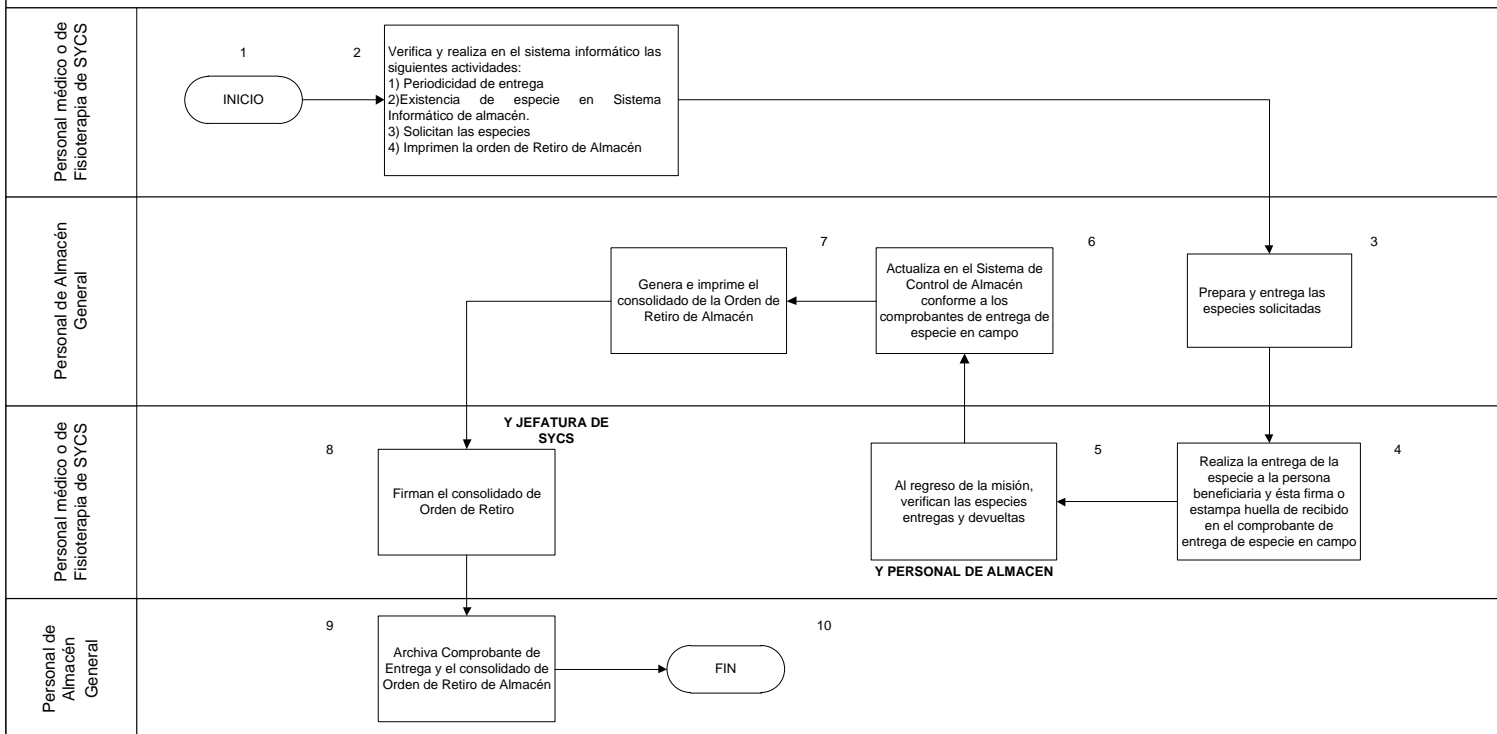 Personal médico o de
Fisioterapia de SYCS
1
INICIO
2
Verifica y realiza en el sistema informático las
siguientes actividades:
1) Periodicidad de entrega
2)Existencia de especie en Sistema
Informático de almacén.
3) Solicitan las especies
4) Imprimen la orden de Retiro de Almacén
Personal de Almacén
General
3
Prepara y entrega las
especies solicitadas
6
Actualiza en el Sistema de
Control de Almacén
conforme a los
comprobantes de entrega de
especie en campo
7
Genera e imprime el
consolidado de la Orden de
Retiro de Almacén
Personal médico o de
Fisioterapia de SYCS
4
Realiza la entrega de la
especie a la persona
beneficiaria y ésta firma o
estampa huella de recibido
en el comprobante de
entrega de especie en campo
5
Al regreso de la misión,
verifican las especies
entregas y devueltas
Y PERSONAL DE ALMACEN
Y JEFATURA DE
SYCS
8
Firman el consolidado de
Orden de Retiro
Personal de
Almacén
General
9
Archiva Comprobante de
Entrega y el consolidado de
Orden de Retiro de Almacén
10
FIN